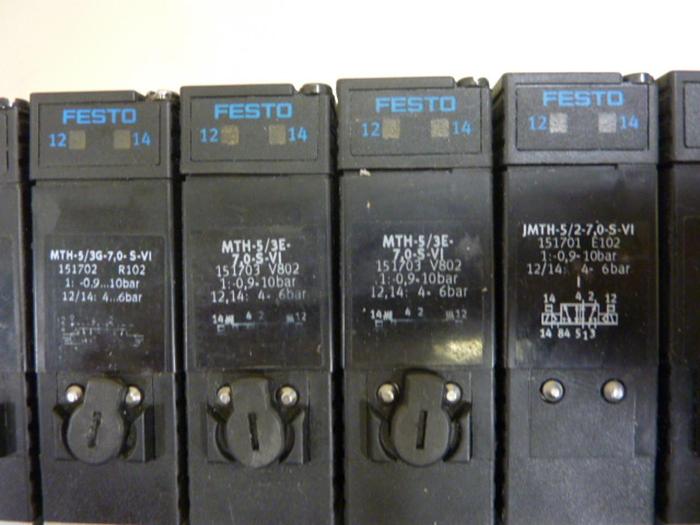 FESTO
12 14
MTH-5/3G-7,0- S-VI
151702 R102
1: -0,9...10bar
12/14: 4...6bar
FESTO
12 14
MTH-5/3E-
7,0-S-VI
151703 V802
1:-0,9-10bar
12,14: 4- 6bar
14 4 2 12
FESTO
12 14
MTH-5/3E-
7,0-S-VI
151703 V802
1:-0,9-10bar
12,14: 4- 6bar
14 4 2 12
FESTO
12 14
JMTH-5/2-7,0-S-VI
151701 E102
1: -0,9- 10bar
12/14: 4- 6bar
14 4 2 12
14 84 5 1 3